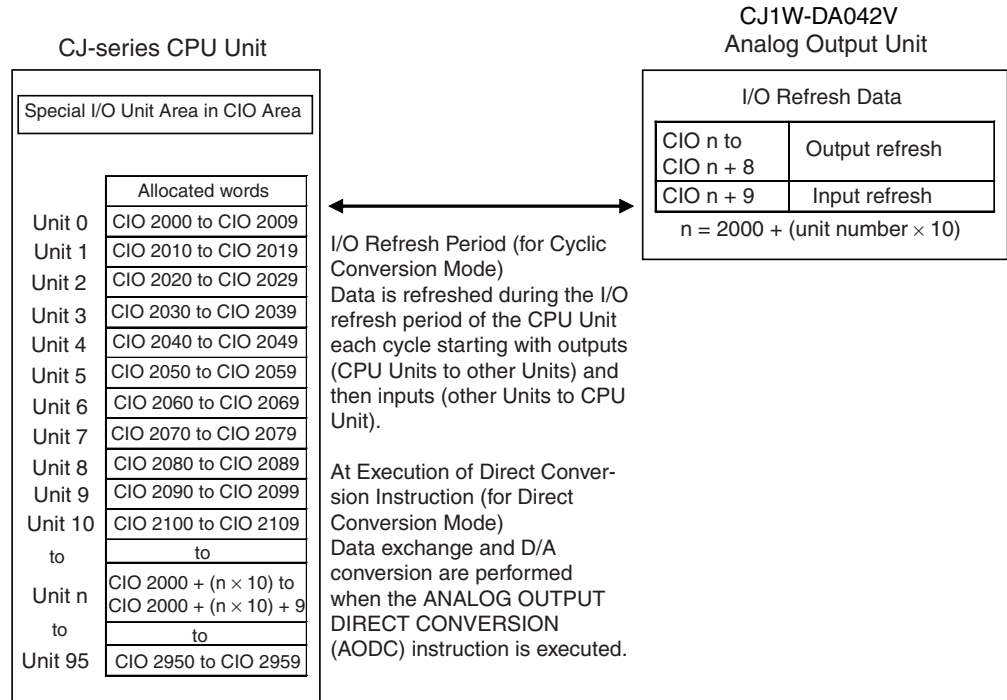 CJ-series CPU Unit
Special I/O Unit Area in CIO Area
Allocated words
Unit 0 CIO 2000 to CIO 2009
Unit 1 CIO 2010 to CIO 2019
Unit 2 CIO 2020 to CIO 2029
Unit 3 CIO 2030 to CIO 2039
Unit 4 CIO 2040 to CIO 2049
Unit 5 CIO 2050 to CIO 2059
Unit 6 CIO 2060 to CIO 2069
Unit 7 CIO 2070 to CIO 2079
Unit 8 CIO 2080 to CIO 2089
Unit 9 CIO 2090 to CIO 2099
Unit 10 CIO 2100 to CIO 2109
to to
Unit n CIO 2000 + (n × 10) to
CIO 2000 + (n × 10) + 9
to to
Unit 95 CIO 2950 to CIO 2959
I/O Refresh Period (for Cyclic
Conversion Mode)
Data is refreshed during the I/O
refresh period of the CPU Unit
each cycle starting with outputs
(CPU Units to other Units) and
then inputs (other Units to CPU
Unit).
At Execution of Direct Conver-
sion Instruction (for Direct
Conversion Mode)
Data exchange and D/A
conversion are performed
when the ANALOG OUTPUT
DIRECT CONVERSION
(AODC) instruction is executed.
CJ1W-DA042V
Analog Output Unit
I/O Refresh Data
CIO n to
CIO n + 8 Output refresh
CIO n + 9 Input refresh
n = 2000 + (unit number × 10)